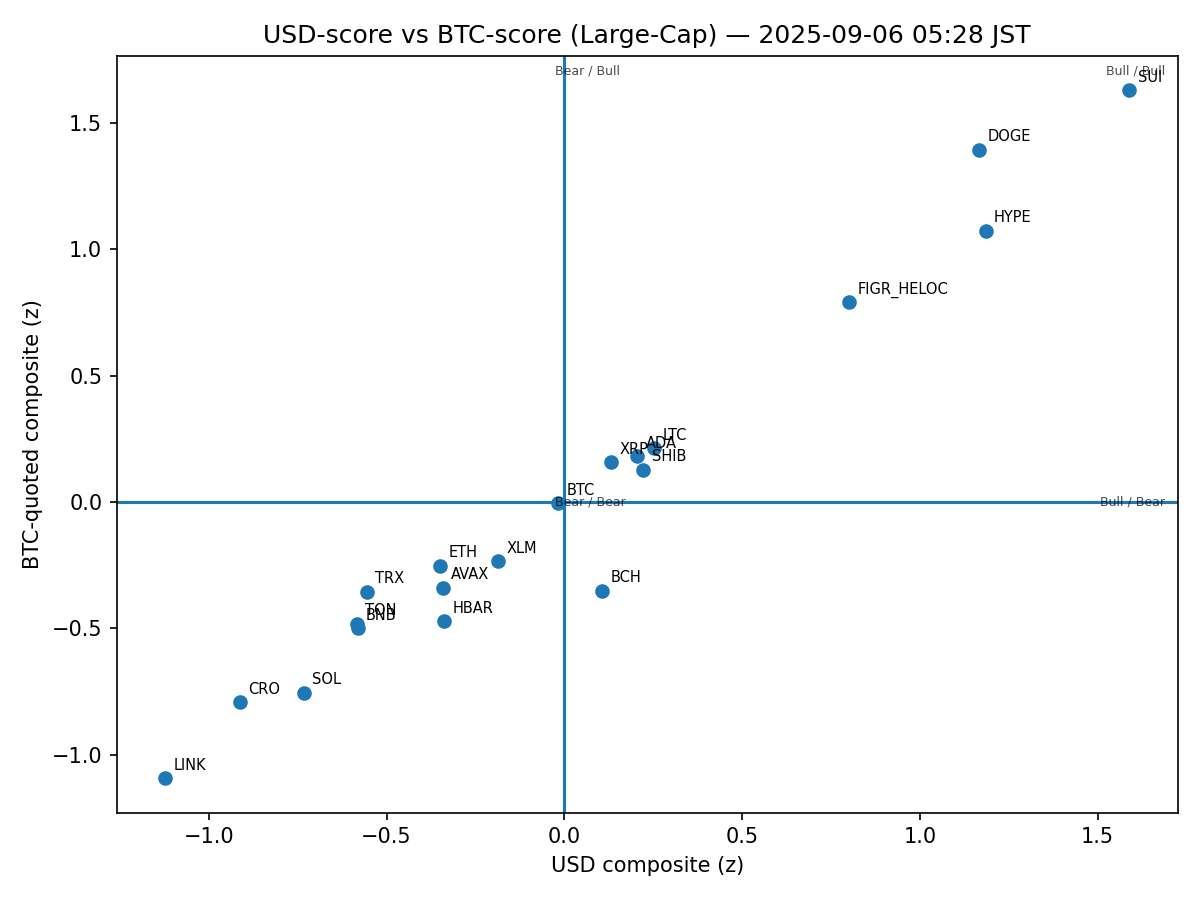 USD-score vs BTC-score (Large-Cap) — 2025-09-06 05:28 JST
Bear / Bull
Bull / Bull
SUI
1.5
DOGE
HYPE
1.0
FIGR_HELOC
BTC-quoted composite (z)
0.5
LTC
ADA
XRP
SHIB
BTC
0.0
Bear / Bear
Bull / Bear
XLM
ETH
AVAX
TRX
BCH
HBAR
TON
BNB
−0.5
SOL
CRO
−1.0
LINK
−1.0
−0.5
0.0
0.5
1.0
1.5
USD composite (z)